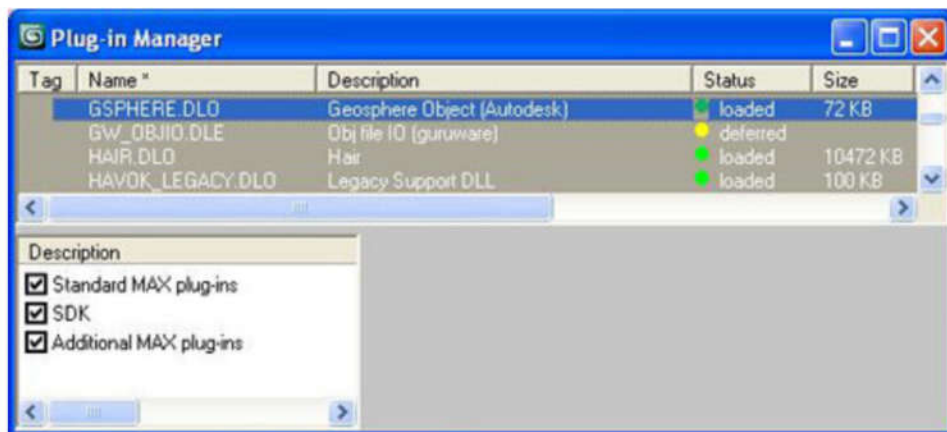 Plug-in Manager
Tag Name * Description Status Size
GSPHERE.DLO Geosphere Object (Autodesk) loaded 72 KB
GW_OBJIO.DLE Obj file IO (guruware) deferred
HAIR.DLO Hair loaded 10472 KB
HAVOK_LEGACY.DLO Legacy Support DLL loaded 100 KB
Description
Standard MAX plug-ins
SDK
Additional MAX plug-ins